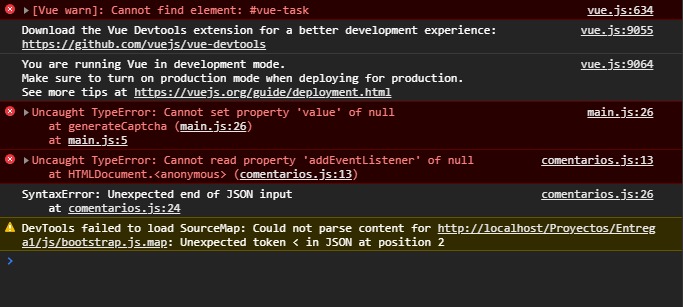 [Vue warn]: Cannot find element: #vue-task vue.js:634
Download the Vue Devtools extension for a better development experience: vue.js:9055
https://github.com/vuejs/vue-devtools
You are running Vue in development mode. vue.js:9064
Make sure to turn on production mode when deploying for production.
See more tips at https://vuejs.org/guide/deployment.html
Uncaught TypeError: Cannot set property 'value' of null main.js:26
at generateCaptcha (main.js:26)
at main.js:5
Uncaught TypeError: Cannot read property 'addEventListener' of null comentarios.js:13
at HTMLDocument.<anonymous> (comentarios.js:13)
SyntaxError: Unexpected end of JSON input comentarios.js:26
at comentarios.js:24
DevTools failed to load SourceMap: Could not parse content for http://localhost/Proyectos/Entreg
a1/js/bootstrap.js.map: Unexpected token < in JSON at position 2